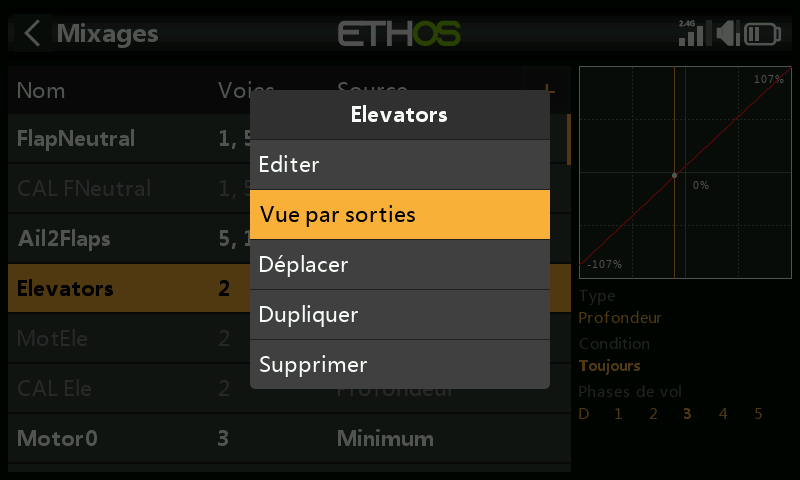 Mixages
ETHOS
2.4G
Nom Voies Source +
FlapNeutral 1, 5
CAL FNeutral 1, 5
Ail2Flaps 5, 1
Elevators 2
MotEle 2
CAL Ele 2 Profondeur
Motor0 3 Minimum
Elevators
Editer
Vue par sorties
Déplacer
Dupliquer
Supprimer
107%
0%
-107%
Type
Profondeur
Condition
Toujours
Phases de vol
D 1 2 3 4 5